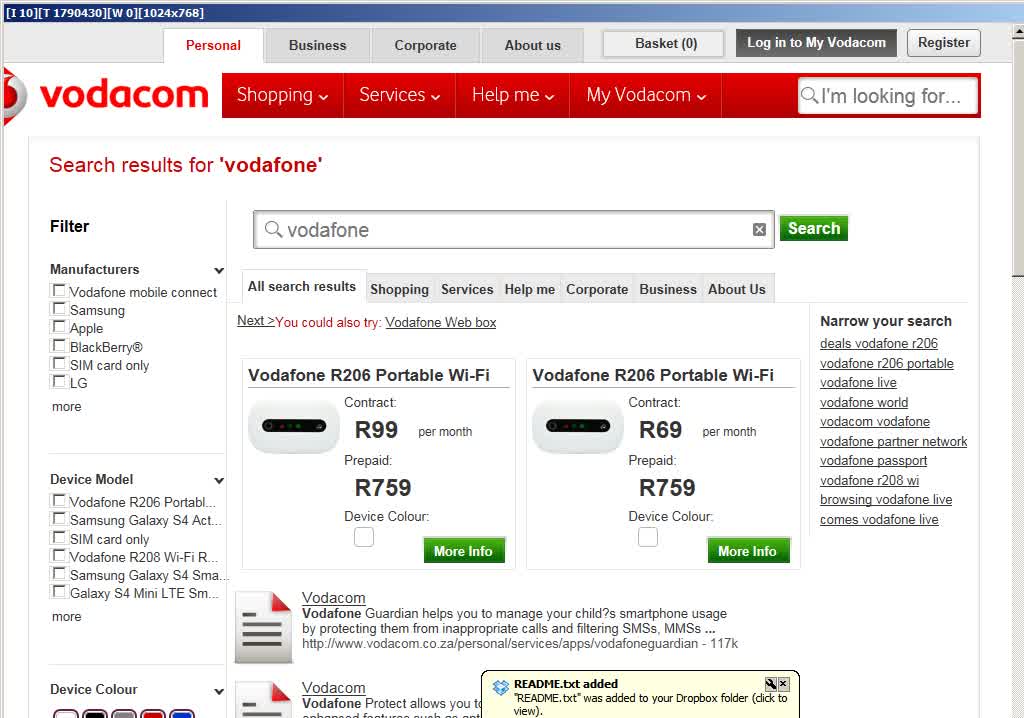 [I 10][T 1790430][W 0][1024x768]
Personal Business Corporate About us Basket (0) Log in to My Vodacom Register
vodacom Shopping Services Help me My Vodacom I'm looking for...
Search results for 'vodafone'
Filter
Manufacturers
Vodafone mobile connect
Samsung
Apple
BlackBerry®
SIM card only
LG
more
Device Model
Vodafone R206 Portabl...
Samsung Galaxy S4 Act...
SIM card only
Vodafone R208 Wi-Fi R...
Samsung Galaxy S4 Sma...
Galaxy S4 Mini LTE Sm...
more
Device Colour
vodafone Search
All search results Shopping Services Help me Corporate Business About Us
Next >You could also try: Vodafone Web box
Vodafone R206 Portable Wi-Fi
Contract:
R99 per month
Prepaid:
R759
Device Colour:
More Info
Vodafone R206 Portable Wi-Fi
Contract:
R69 per month
Prepaid:
R759
Device Colour:
More Info
Vodacom
Vodafone Guardian helps you to manage your child?s smartphone usage
by protecting them from inappropriate calls and filtering SMSs, MMSs ...
http://www.vodacom.co.za/personal/services/apps/vodafoneguardian - 117k
Vodacom
Vodafone Protect allows you
Narrow your search
deals vodafone r206
vodafone r206 portable
vodafone live
vodafone world
vodacom vodafone
vodafone partner network
vodafone passport
vodafone r208 wi
browsing vodafone live
comes vodafone live
README.txt added
"README.txt" was added to your Dropbox folder (click to
view).